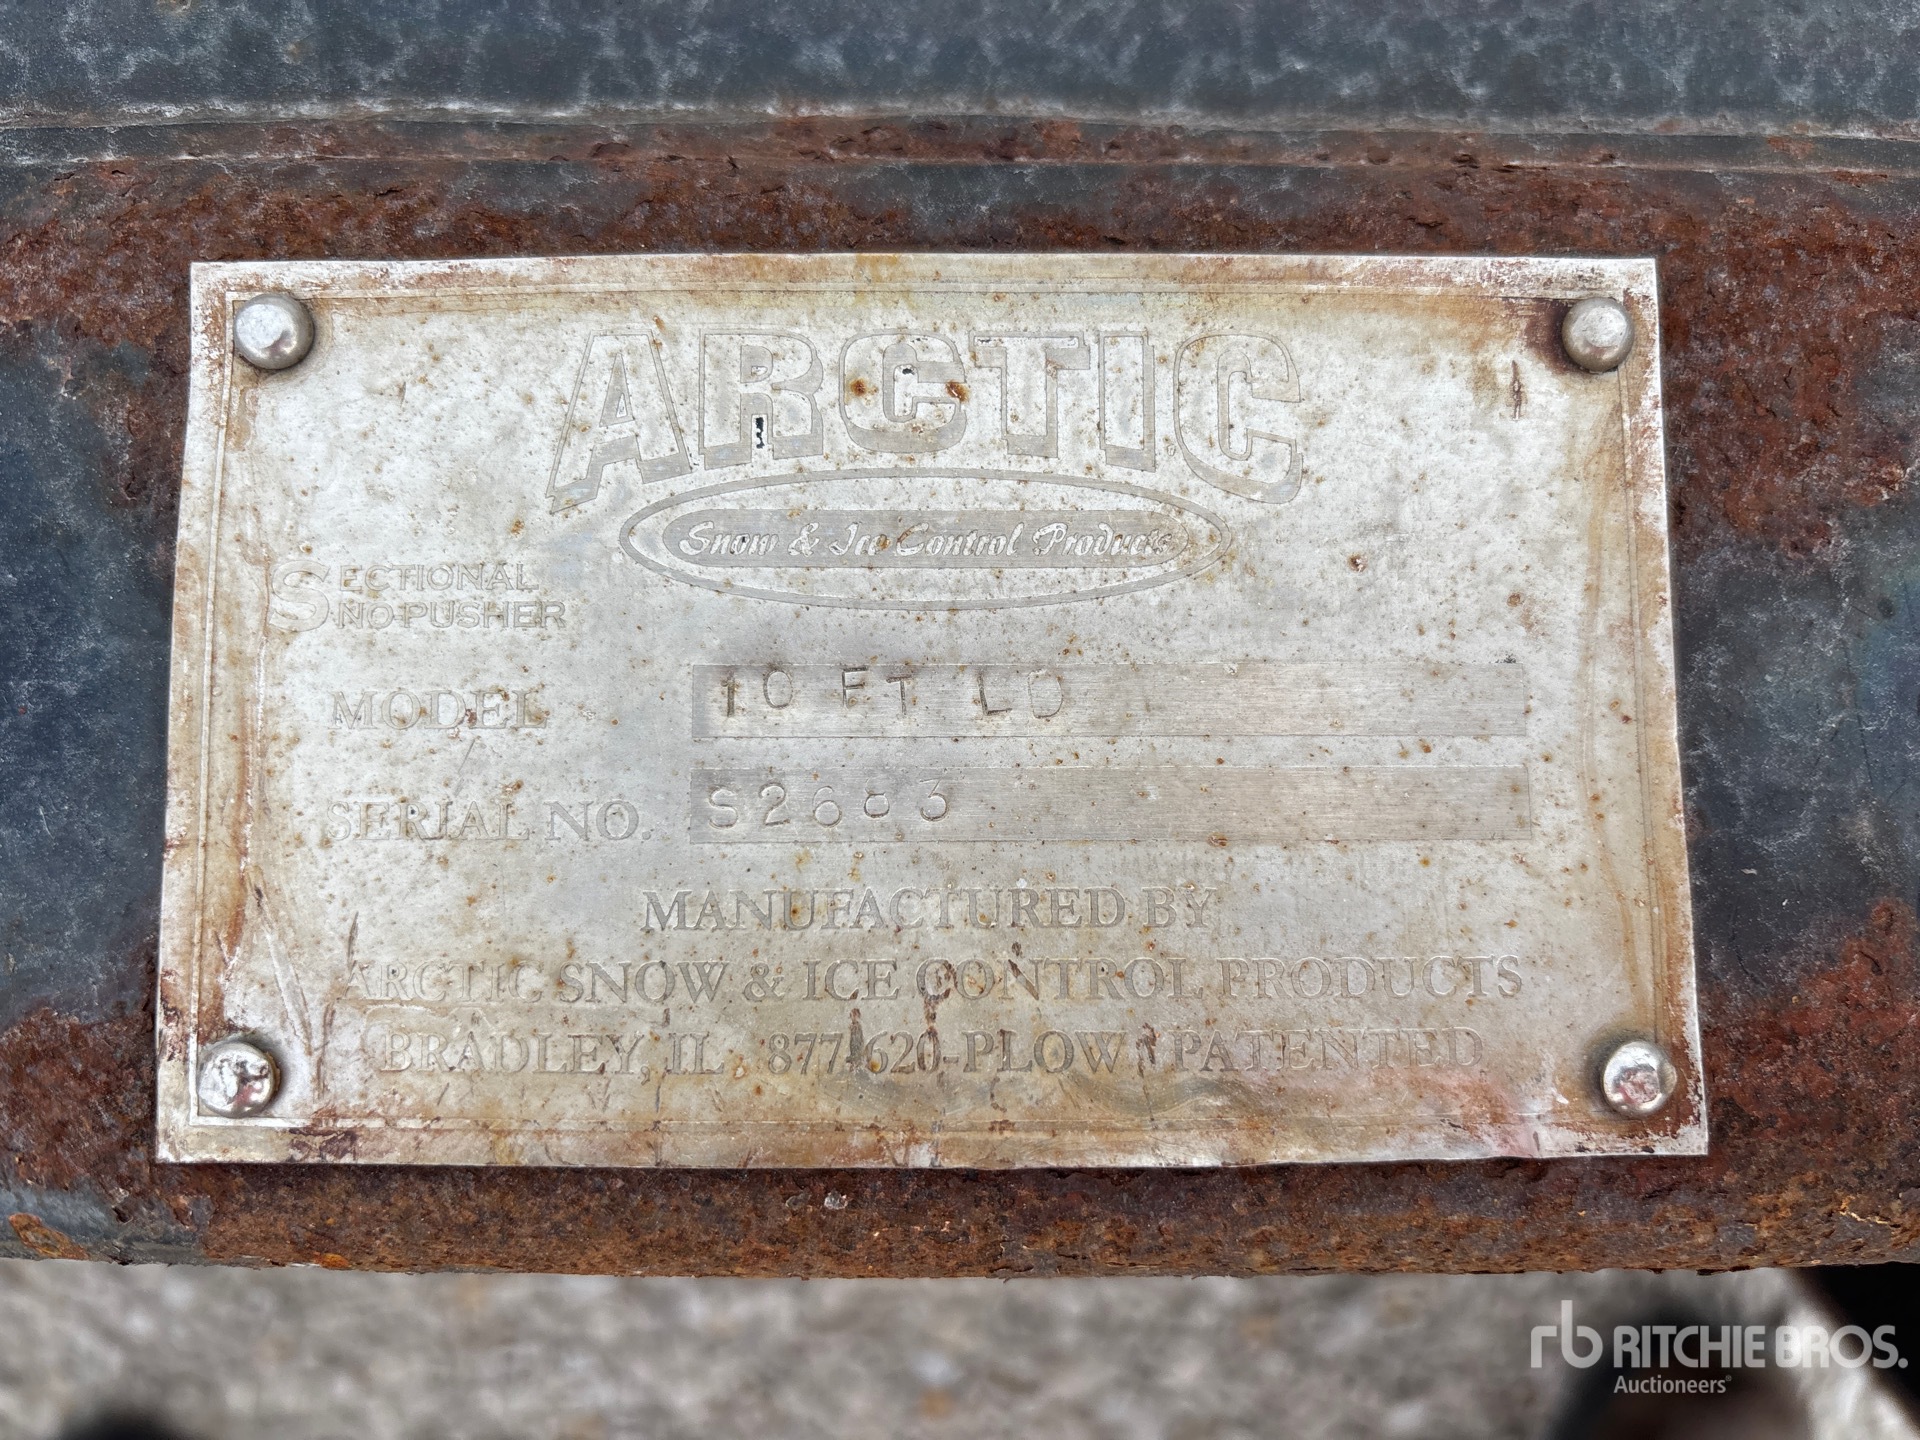 ARCTIC
Snow & Ice Control Products
SECTIONAL
SNO-PUSHER
MODEL 10 FT LD
SERIAL NO. S2683
MANUFACTURED BY
ARCTIC SNOW & ICE CONTROL PRODUCTS
BRADLEY, IL 877-620-PLOW PATENTED
rb RITCHIE BROS.
Auctioneers®